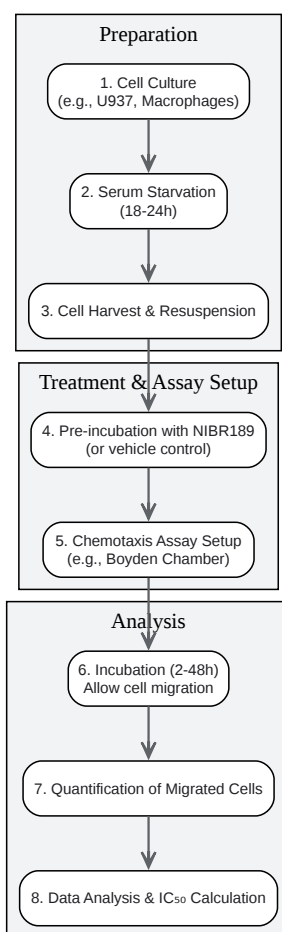 Preparation
1. Cell Culture
(e.g., U937, Macrophages)
2. Serum Starvation
(18-24h)
3. Cell Harvest & Resuspension
Treatment & Assay Setup
4. Pre-incubation with NIBR189
(or vehicle control)
5. Chemotaxis Assay Setup
(e.g., Boyden Chamber)
Analysis
6. Incubation (2-48h)
Allow cell migration
7. Quantification of Migrated Cells
8. Data Analysis & IC₅₀ Calculation